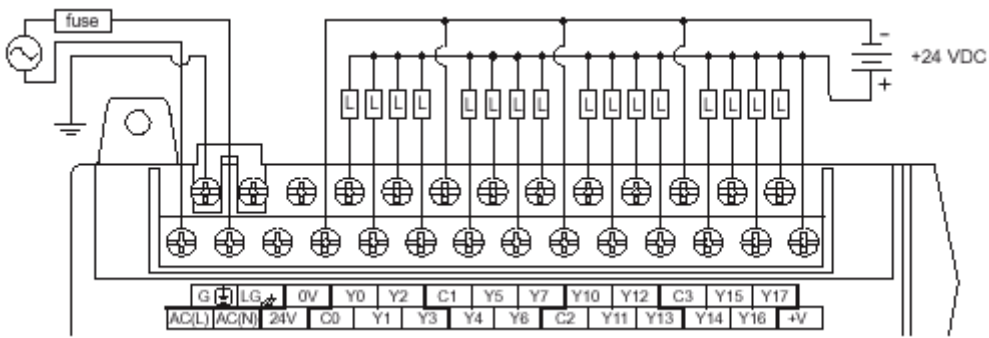 fuse
-
+24 VDC
+
L L L L L L L L L L L L L L L L
G LG 0V Y0 Y2 C1 Y5 Y7 Y10 Y12 C3 Y15 Y17
AC(L) AC(N) 24V C0 Y1 Y3 Y4 Y6 C2 Y11 Y13 Y14 Y16 +V